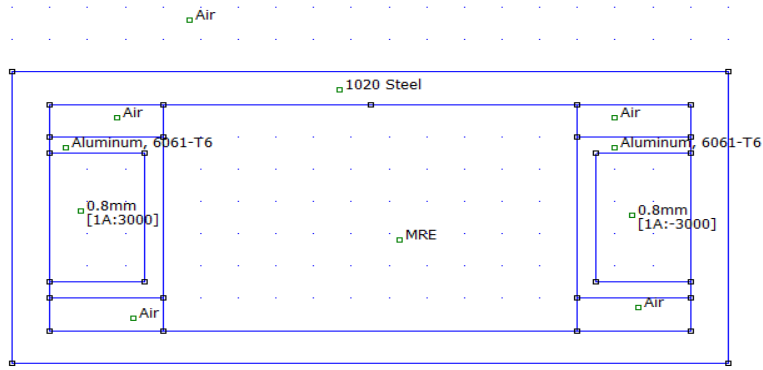 Air
1020 Steel
Air
Air
Aluminum, 6061-T6
Aluminum, 6061-T6
0.8mm
[1A:3000]
0.8mm
[1A:-3000]
MRE
Air
Air